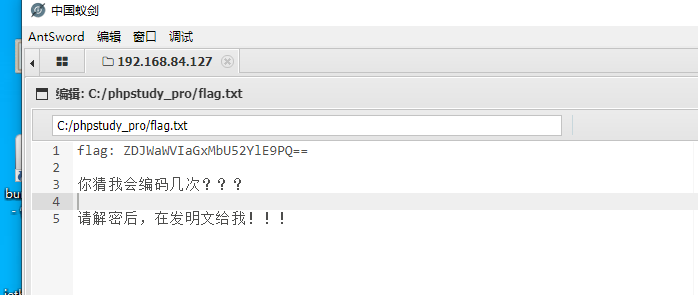 中国蚁剑
AntSword 编辑 窗口 调试
192.168.84.127
编辑: C:/phpstudy_pro/flag.txt
C:/phpstudy_pro/flag.txt
1 flag: ZDJWaWVIaGxMbU52YlE9PQ==
2
3 你猜我会编码几次？？？
4
5 请解密后，在发明文给我！！！